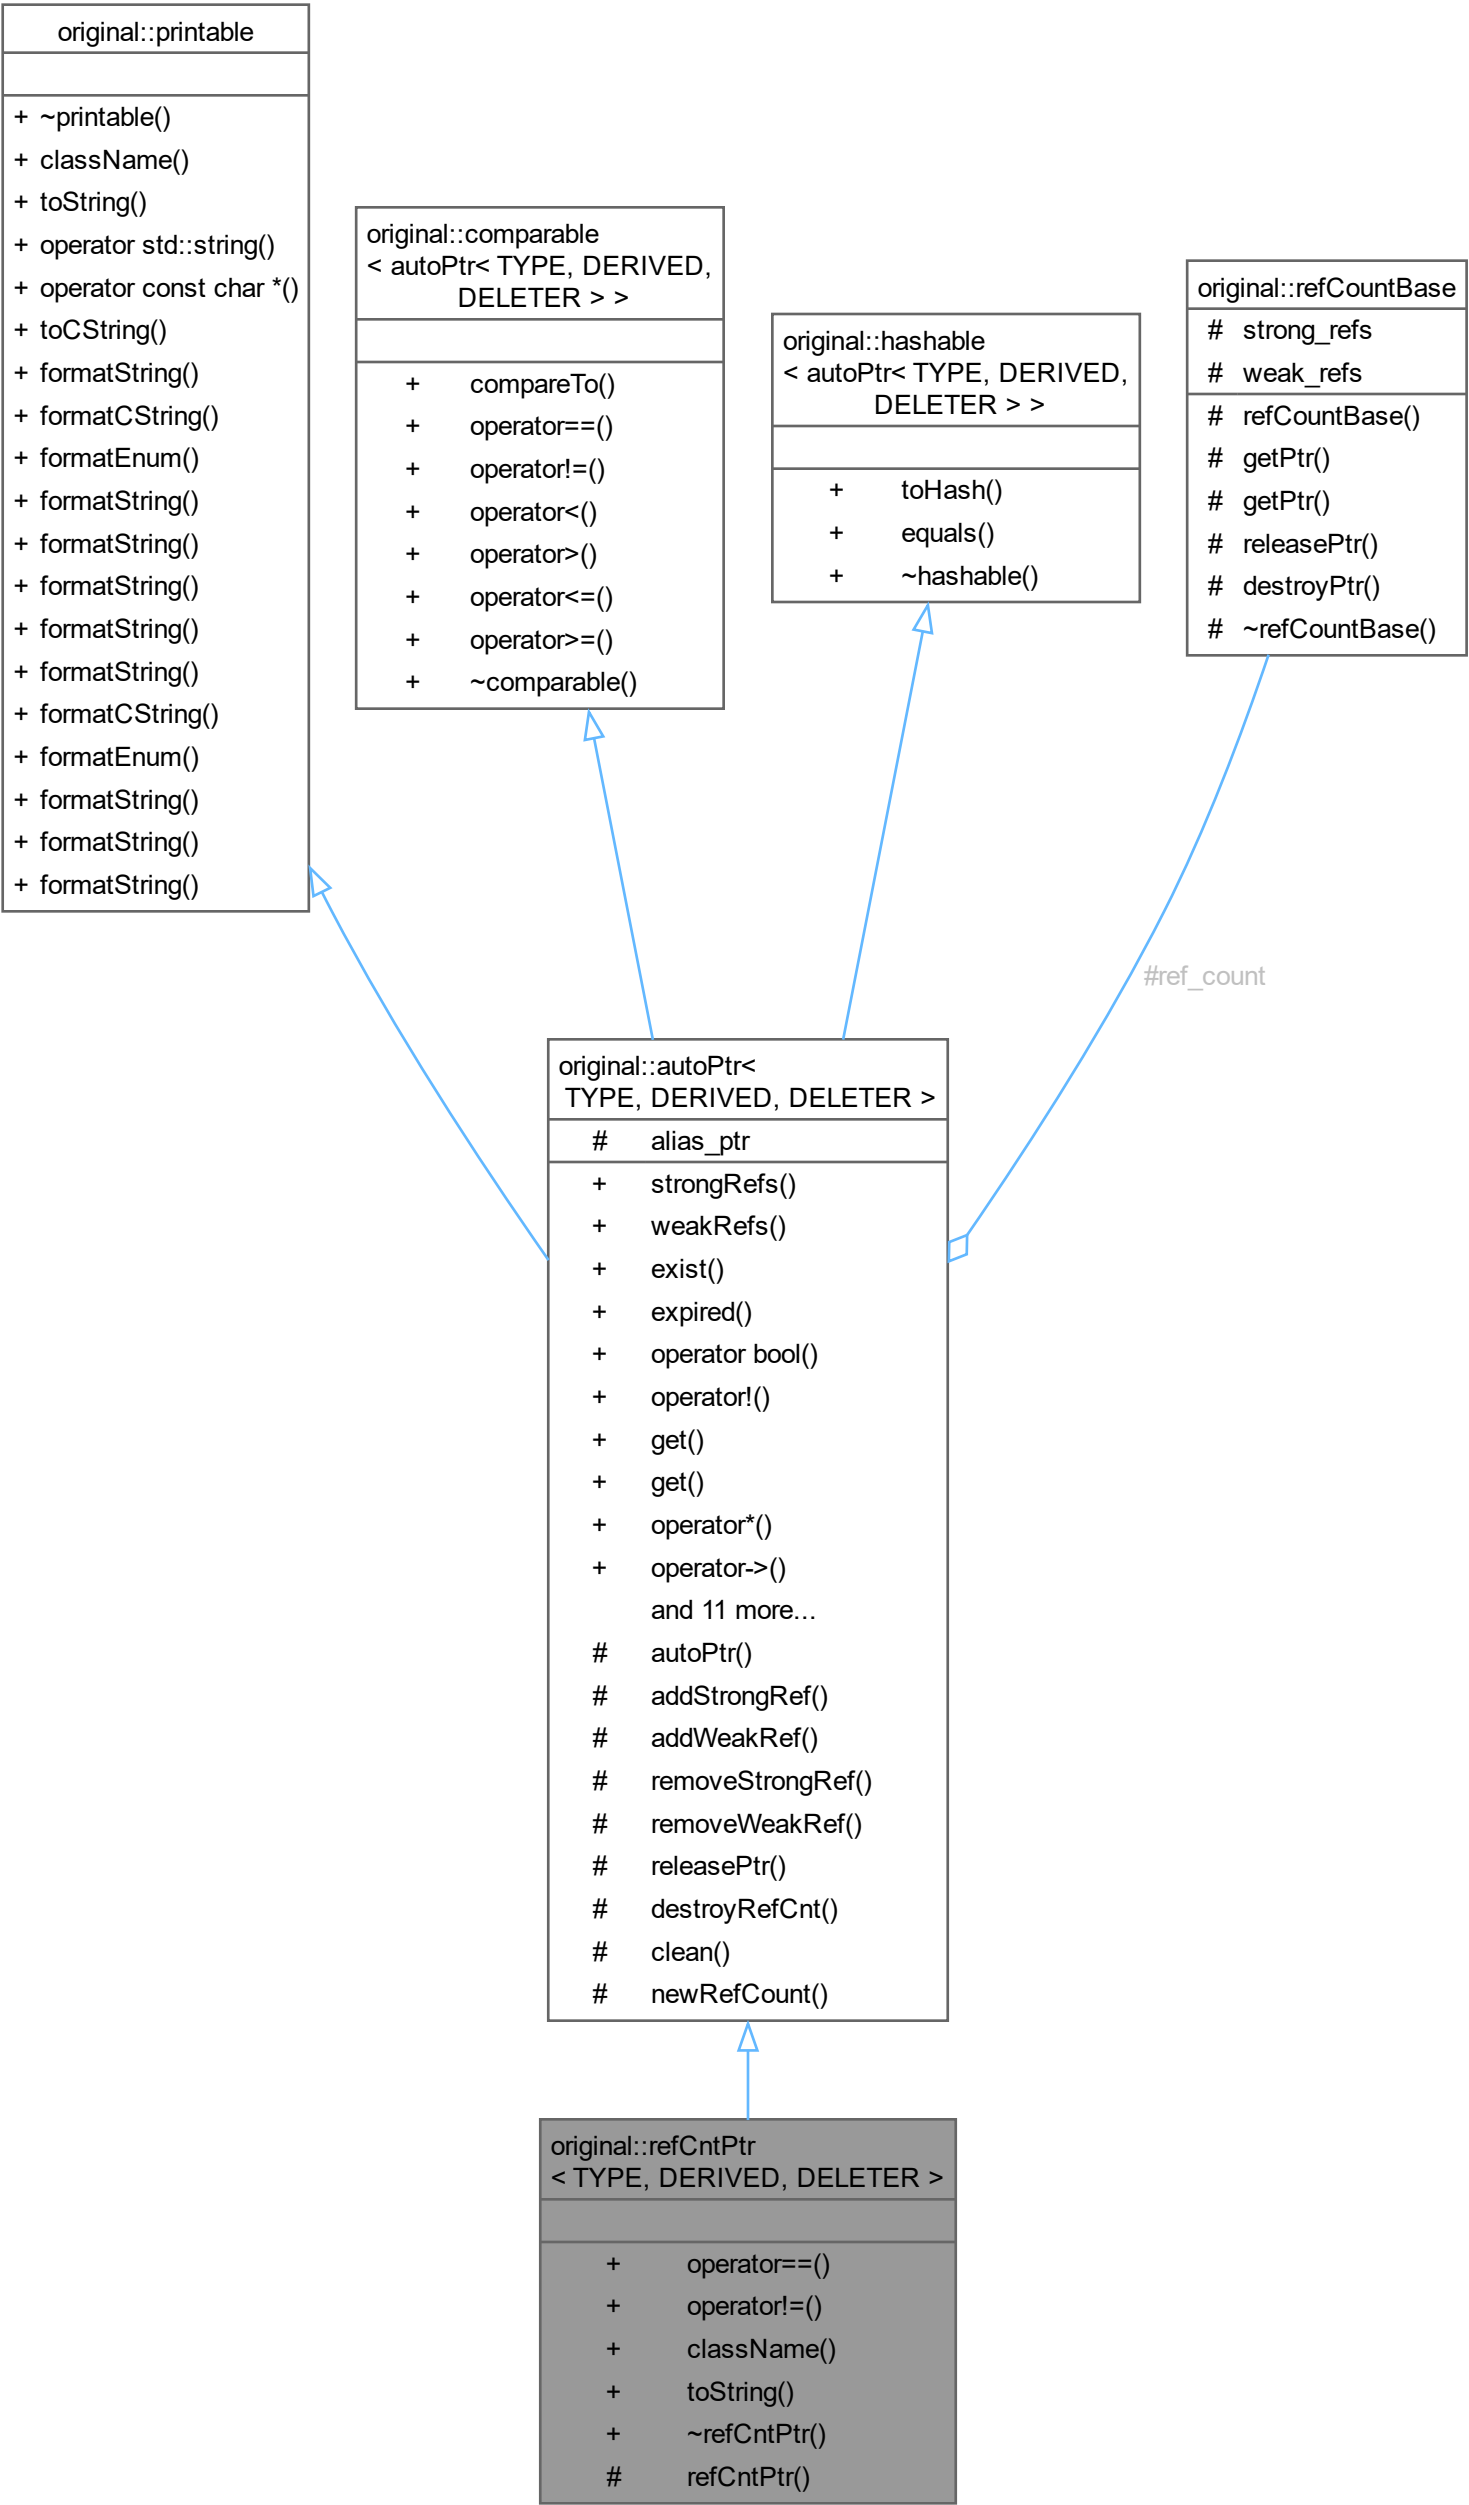 original::printable
+ ~printable()
+ className()
+ toString()
+ operator std::string()
+ operator const char *()
+ toCString()
+ formatString()
+ formatCString()
+ formatEnum()
+ formatString()
+ formatString()
+ formatString()
+ formatString()
+ formatString()
+ formatCString()
+ formatEnum()
+ formatString()
+ formatString()
+ formatString()
original::comparable
< autoPtr< TYPE, DERIVED,
DELETER > >
+ compareTo()
+ operator==()
+ operator!=()
+ operator<()
+ operator>()
+ operator<=()
+ operator>=()
+ ~comparable()
original::hashable
< autoPtr< TYPE, DERIVED,
DELETER > >
+ toHash()
+ equals()
+ ~hashable()
original::refCountBase
# strong_refs
# weak_refs
# refCountBase()
# getPtr()
# getPtr()
# releasePtr()
# destroyPtr()
# ~refCountBase()
#ref_count
original::autoPtr<
TYPE, DERIVED, DELETER >
# alias_ptr
+ strongRefs()
+ weakRefs()
+ exist()
+ expired()
+ operator bool()
+ operator!()
+ get()
+ get()
+ operator*()
+ operator->()
and 11 more...
# autoPtr()
# addStrongRef()
# addWeakRef()
# removeStrongRef()
# removeWeakRef()
# releasePtr()
# destroyRefCnt()
# clean()
# newRefCount()
original::refCntPtr
< TYPE, DERIVED, DELETER >
+ operator==()
+ operator!=()
+ className()
+ toString()
+ ~refCntPtr()
# refCntPtr()